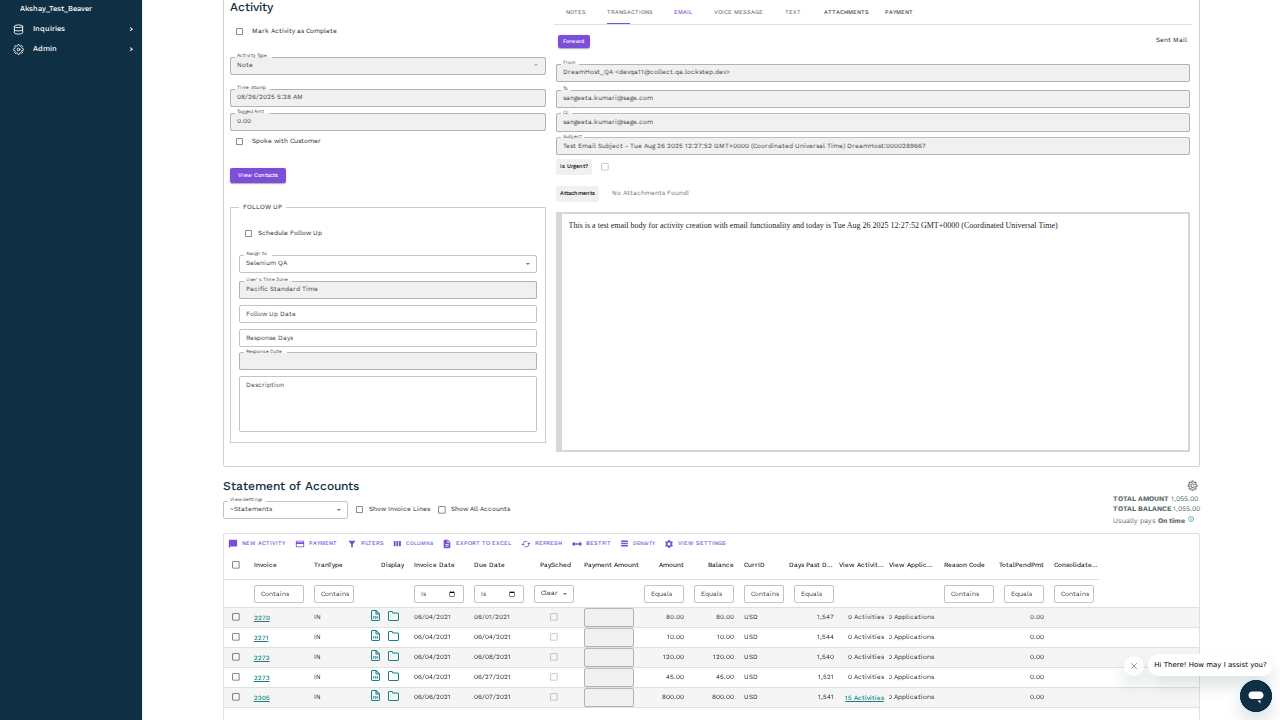 Akshay_Test_Beaver
Inquiries
Admin
Activity
Mark Activity as Complete
Activity Type
Note
Time Stamp
08/26/2025 5:28 AM
Tagged Amt
0.00
Spoke with Customer
View Contacts
FOLLOW UP
Schedule Follow Up
Assign to
Selenium QA
User's Time Zone
Pacific Standard Time
Follow Up Date
Response Days
Response Date
Description
NOTES TRANSACTIONS EMAIL VOICE MESSAGE TEXT ATTACHMENTS PAYMENT
Forward
Sent Mail
From
DreamHost_QA <devqa11@collect.qa.lockstep.dev>
To
sangeeta.kumari@sage.com
sangeeta.kumari@sage.com
Subject
Test Email Subject - Tue Aug 26 2025 12:27:52 GMT+0000 (Coordinated Universal Time) DreamHost:0000289667
Is Urgent?
Attachments No Attachments Found!
This is a test email body for activity creation with email functionality and today is Tue Aug 26 2025 12:27:52 GMT+0000 (Coordinated Universal Time)
Statement of Accounts
View Settings
~Statements
Show Invoice Lines Show All Accounts
TOTAL AMOUNT 1,055.00
TOTAL BALANCE 1,055.00
Usually pays On time
NEW ACTIVITY PAYMENT FILTERS COLUMNS EXPORT TO EXCEL REFRESH BESTFIT DENSITY VIEW SETTINGS
Invoice TranType Display Invoice Date Due Date PaySched Payment Amount Amount Balance CurrID Days Past D... View Activit... View Applic... Reason Code TotalPendPmt Consolidate...
Contains Contains Is Is Clear Equals Equals Contains Equals Contains Equals Contains
2270 IN 06/04/2021 06/01/2021 80.00 80.00 USD 1,547 0 Activities 0 Applications 0.00
2271 IN 06/04/2021 06/04/2021 10.00 10.00 USD 1,544 0 Activities 0 Applications 0.00
2272 IN 06/04/2021 06/08/2021 120.00 120.00 USD 1,540 0 Activities 0 Applications 0.00
2273 IN 06/04/2021 06/27/2021 45.00 45.00 USD 1,521 0 Activities 0 Applications 0.00
2305 IN 06/06/2021 06/07/2021 800.00 800.00 USD 1,541 15 Activities 0 Applications 0.00
Hi There! How may I assist you?